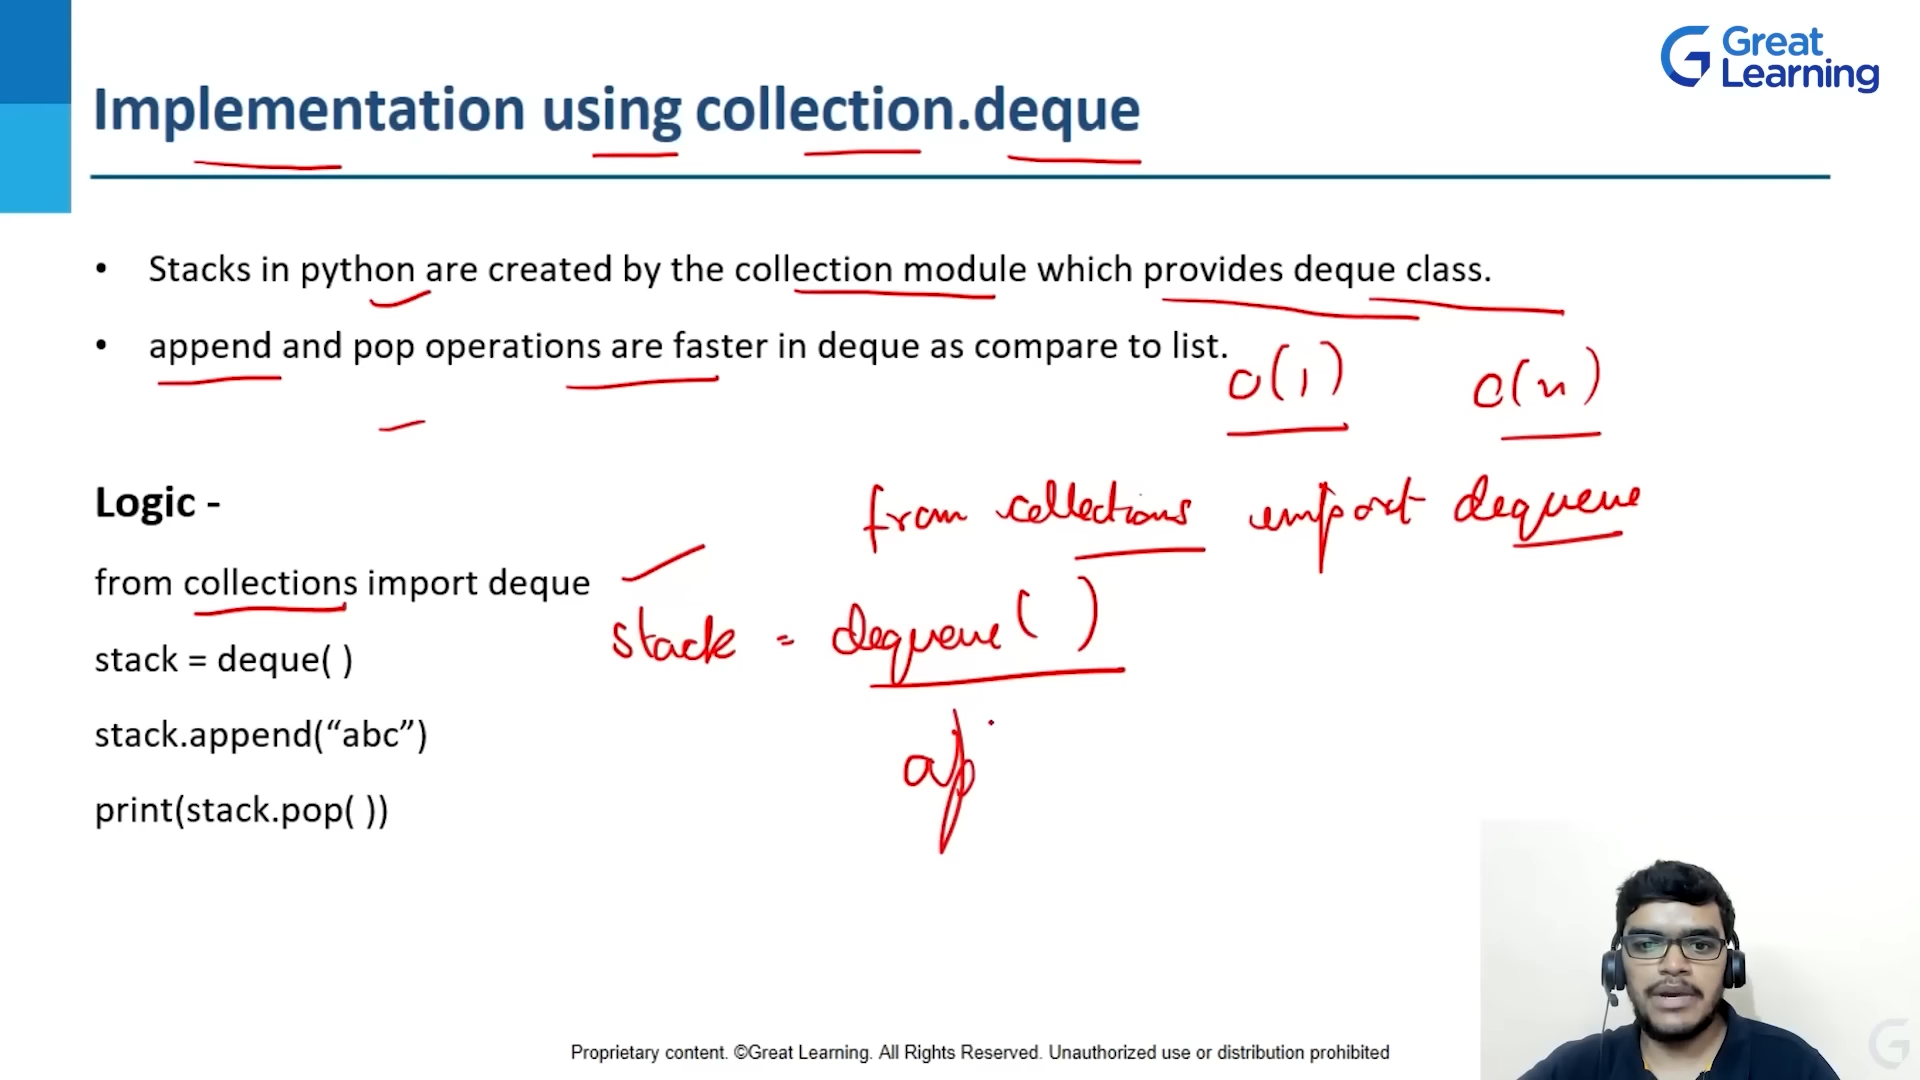 Great
Learning
Implementation using collection.deque
• Stacks in python are created by the collection module which provides deque class.
• append and pop operations are faster in deque as compare to list.
O(1) O(n)
Logic -
from collections import dequeue
from collections import deque
stack = dequeue( )
stack = deque( )
stack.append(“abc”)
ap
print(stack.pop( ))
Proprietary content. ©Great Learning. All Rights Reserved. Unauthorized use or distribution prohibited